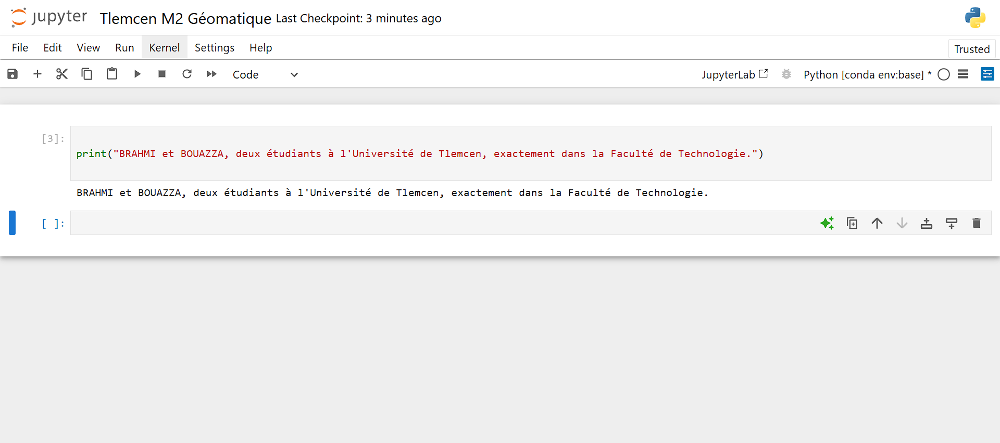 jupyter Tlemcen M2 Géomatique Last Checkpoint: 3 minutes ago
File Edit View Run Kernel Settings Help Trusted
Code JupyterLab Python [conda env:base] *
[3]:
print("BRAHMI et BOUAZZA, deux étudiants à l'Université de Tlemcen, exactement dans la Faculté de Technologie.")
BRAHMI et BOUAZZA, deux étudiants à l'Université de Tlemcen, exactement dans la Faculté de Technologie.
[ ]: